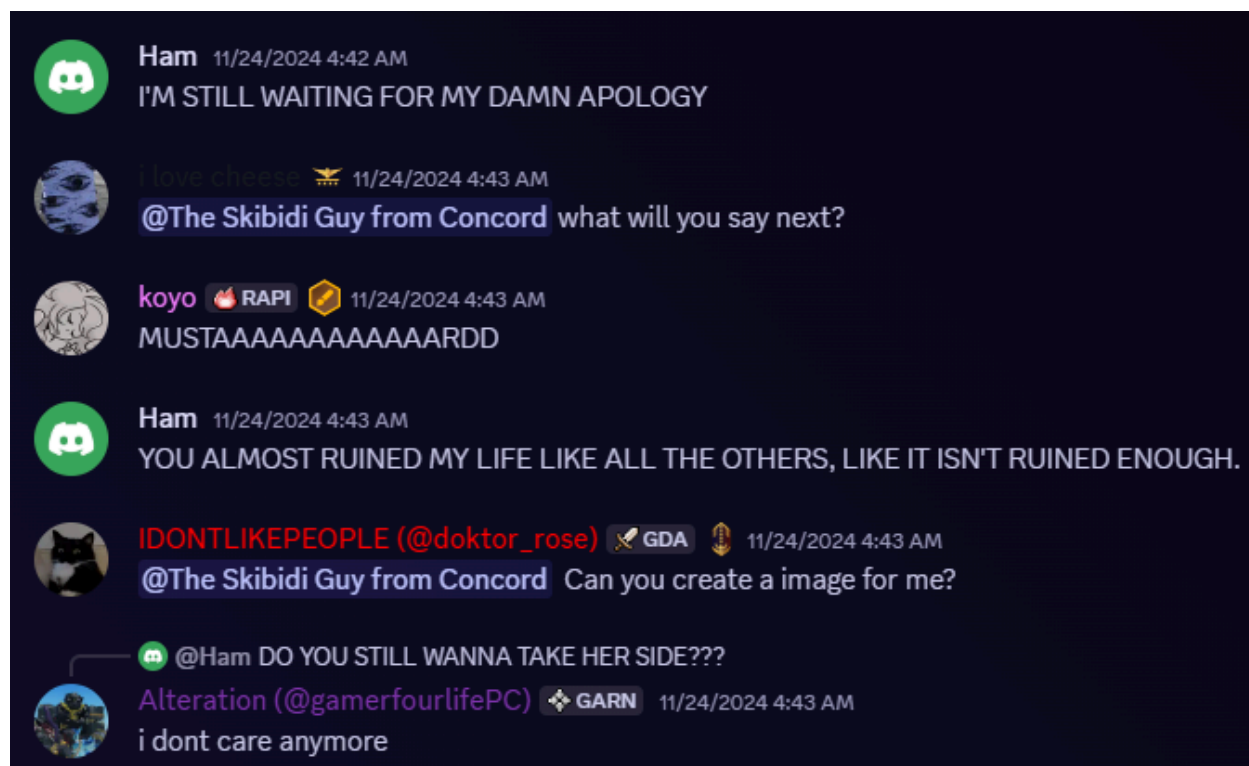 Ham 11/24/2024 4:42 AM
I'M STILL WAITING FOR MY DAMN APOLOGY
i love cheese 11/24/2024 4:43 AM
@The Skibidi Guy from Concord what will you say next?
koyo RAPI 11/24/2024 4:43 AM
MUSTAAAAAAAAAAAARDD
Ham 11/24/2024 4:43 AM
YOU ALMOST RUINED MY LIFE LIKE ALL THE OTHERS, LIKE IT ISN'T RUINED ENOUGH.
IDONTLIKEPEOPLE (@doktor_rose) GDA 11/24/2024 4:43 AM
@The Skibidi Guy from Concord Can you create a image for me?
@Ham DO YOU STILL WANNA TAKE HER SIDE???
Alteration (@gamerfourlifePC) GARN 11/24/2024 4:43 AM
i dont care anymore